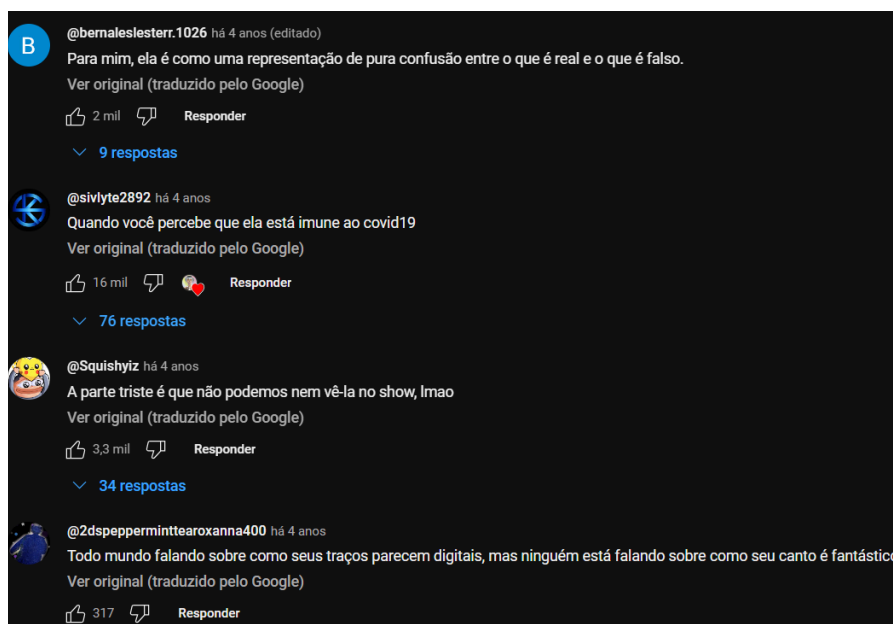 B
@bernaleslesterr.1026 há 4 anos (editado)
Para mim, ela é como uma representação de pura confusão entre o que é real e o que é falso.
Ver original (traduzido pelo Google)
2 mil Responder
9 respostas
@sivlyte2892 há 4 anos
Quando você percebe que ela está imune ao covid19
Ver original (traduzido pelo Google)
16 mil Responder
76 respostas
@Squishyiz há 4 anos
A parte triste é que não podemos nem vê-la no show, lmao
Ver original (traduzido pelo Google)
3,3 mil Responder
34 respostas
@2dspepperminttearoxanna400 há 4 anos
Todo mundo falando sobre como seus traços parecem digitais, mas ninguém está falando sobre como seu canto é fantástico
Ver original (traduzido pelo Google)
317 Responder